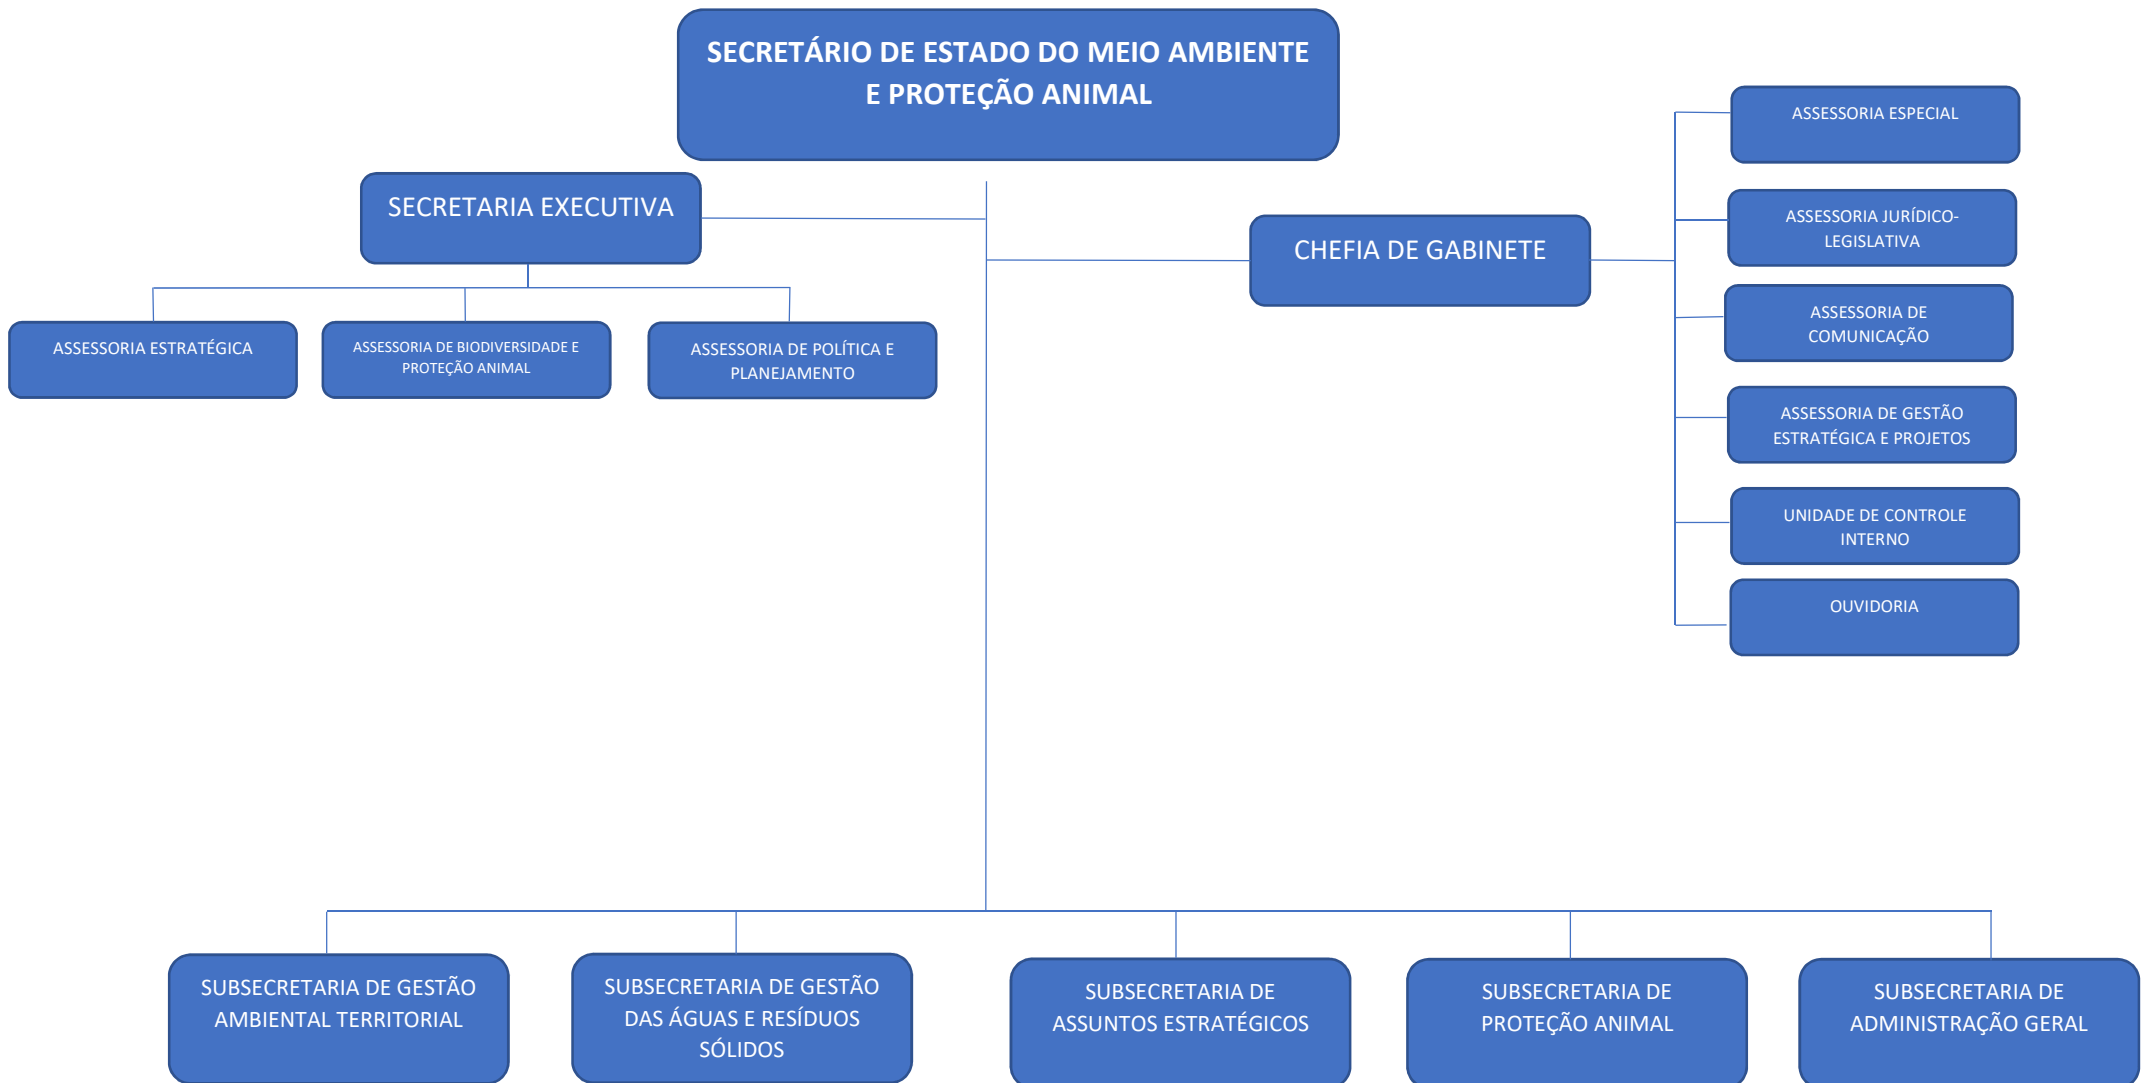 SECRETÁRIO DE ESTADO DO MEIO AMBIENTE
E PROTEÇÃO ANIMAL
SECRETARIA EXECUTIVA
CHEFIA DE GABINETE
ASSESSORIA ESTRATÉGICA
ASSESSORIA DE BIODIVERSIDADE E
PROTEÇÃO ANIMAL
ASSESSORIA DE POLÍTICA E
PLANEJAMENTO
ASSESSORIA ESPECIAL
ASSESSORIA JURÍDICO-
LEGISLATIVA
ASSESSORIA DE
COMUNICAÇÃO
ASSESSORIA DE GESTÃO
ESTRATÉGICA E PROJETOS
UNIDADE DE CONTROLE
INTERNO
OUVIDORIA
SUBSECRETARIA DE GESTÃO
AMBIENTAL TERRITORIAL
SUBSECRETARIA DE GESTÃO
DAS ÁGUAS E RESÍDUOS
SÓLIDOS
SUBSECRETARIA DE
ASSUNTOS ESTRATÉGICOS
SUBSECRETARIA DE
PROTEÇÃO ANIMAL
SUBSECRETARIA DE
ADMINISTRAÇÃO GERAL